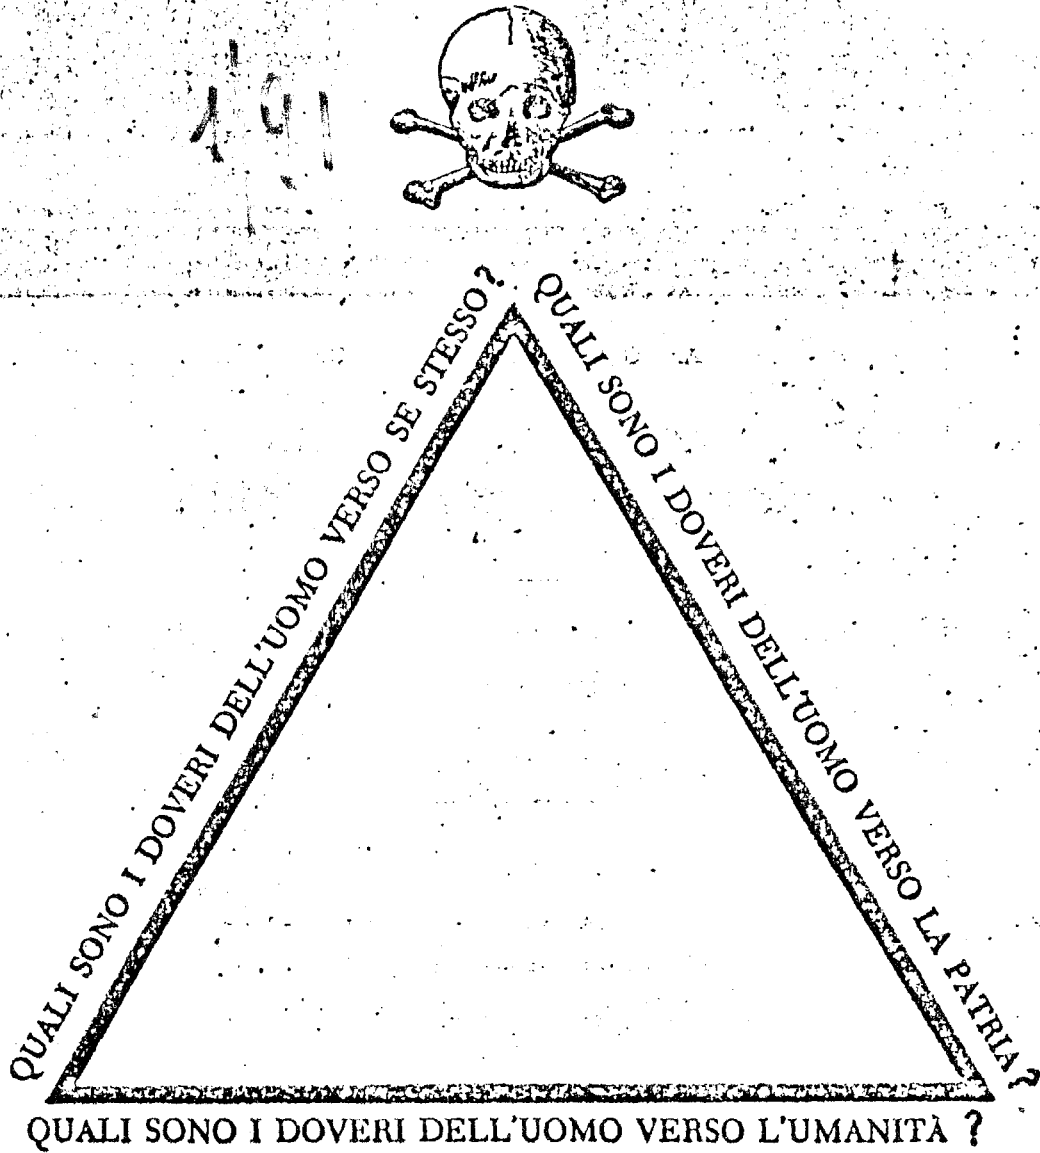 QUALI SONO I DOVERI DELL'UOMO VERSO SE STESSO?
QUALI SONO I DOVERI DELL'UOMO VERSO LA PATRIA?
QUALI SONO I DOVERI DELL'UOMO VERSO L'UMANITÀ ?